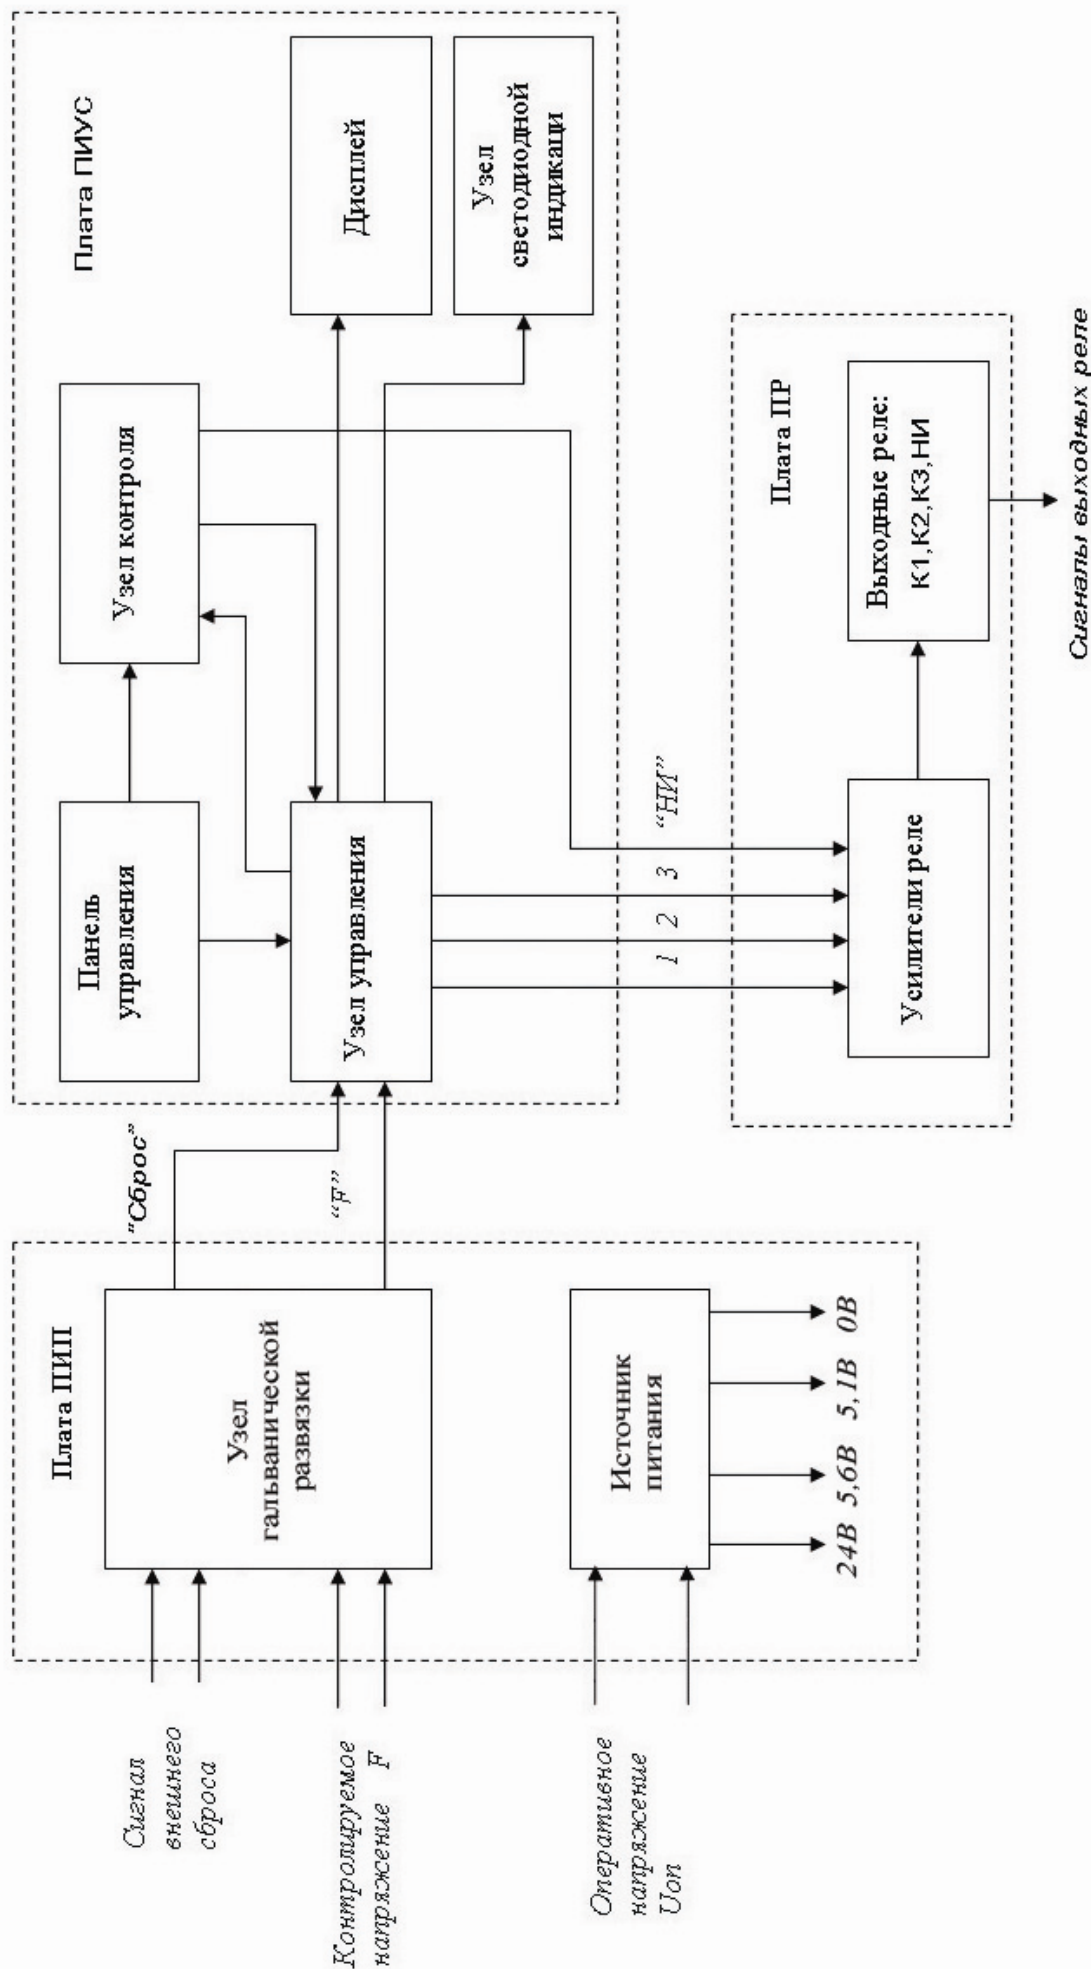 Плата ПИП
Сигнал
внешнего
сброса
Контролируемое
напряжение F
Узел
гальванической
развязки
"Сброс"
“F”
Оперативное
напряжение
Uоп
Источник
питания
24В 5,6В 5,1В 0В
Плата ПИУС
Панель
управления
Узел контроля
Узел управления
Дисплей
Узел
светодиодной
индикаци
1 2 3 “НИ”
Плата ПР
Усилители реле
Выходные реле:
К1,К2,К3,НИ
Сигналы выходных реле